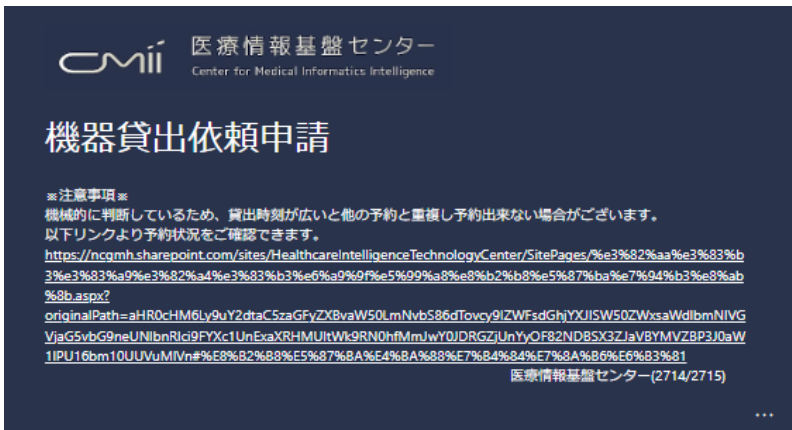 cmii 医療情報基盤センター
Center for Medical Informatics Intelligence
機器貸出依頼申請
※注意事項※
機械的に判断しているため、貸出時刻が広いと他の予約と重複し予約出来ない場合がございます。
以下リンクより予約状況をご確認できます。
https://ncgmh.sharepoint.com/sites/HealthcareIntelligenceTechnologyCenter/SitePages/%e3%82%aa%e3%83%b
3%e3%83%a9%e3%82%a4%e3%83%b3%e6%a9%9f%e5%99%a8%e8%b2%b8%e5%87%ba%e7%94%b3%e8%ab
%8b.aspx?
originalPath=aHR0cHM6Ly9uY2dtaC5zaGFyZXBvaW50LmNvbS86dTovcy9IZWFsdGhjYXJlSW50ZWxsaWdlbmNlVG
VjaG5vbG9neUNlbnRlci9FYXc1UnExaXRHMUltWk9RN0hfMmJwY0JDRGZjUnYyOF82NDBSX3ZJaVBYMVZBP3J0aW
1lPU16bm10UUVuMlVn#%E8%B2%B8%E5%87%BA%E4%BA%88%E7%B4%84%E7%8A%B6%E6%B3%81
医療情報基盤センター(2714/2715)